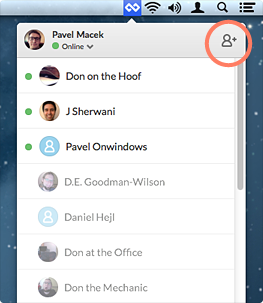 Pavel Macek
Online
Don on the Hoof
J Sherwani
Pavel Onwindows
D.E. Goodman-Wilson
Daniel Hejl
Don at the Office
Don the Mechanic